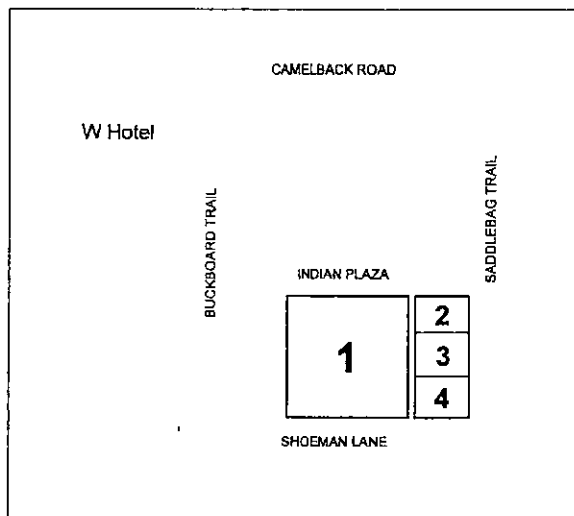 CAMELBACK ROAD
W Hotel
BUCKBOARD TRAIL
SADDLEBAG TRAIL
INDIAN PLAZA
1
2
3
4
SHOEMAN LANE